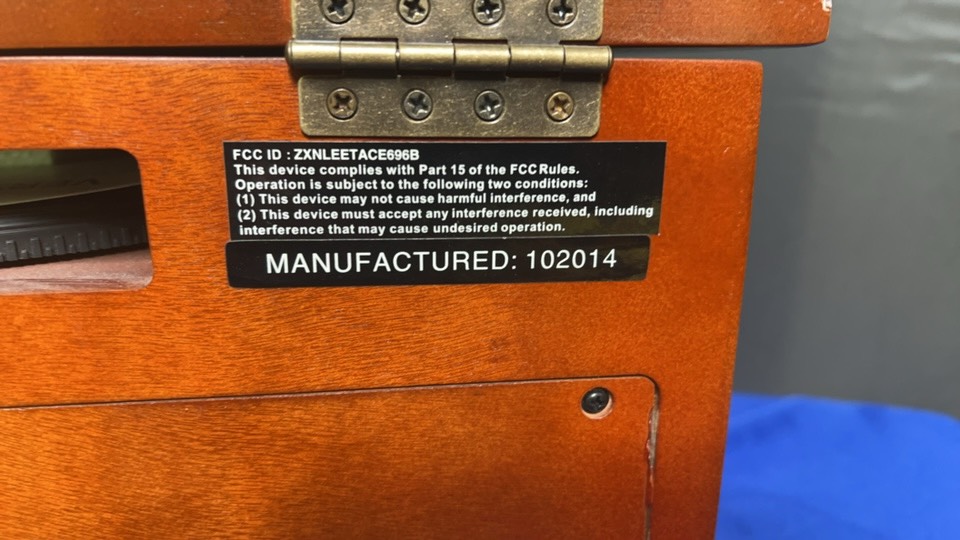 FCC ID : ZXNLEETACE696B
This device complies with Part 15 of the FCC Rules.
Operation is subject to the following two conditions:
(1) This device may not cause harmful interference, and
(2) This device must accept any interference received, including
interference that may cause undesired operation.
MANUFACTURED: 102014